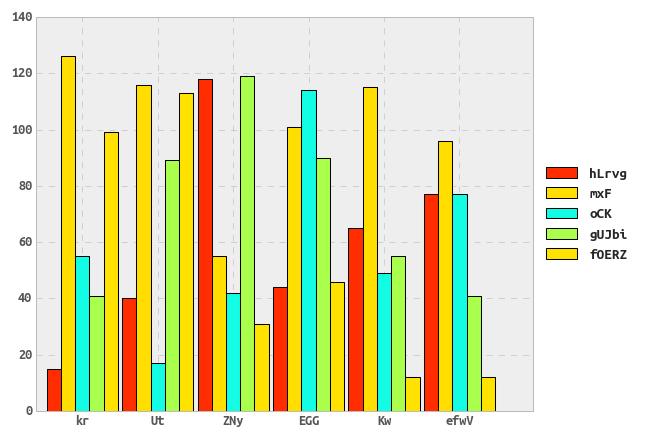 140
120
100
80
60
40
20
0
kr Ut ZNy EGG Kw efwV
hLrvg
mxF
oCK
gUJbi
fOERZ